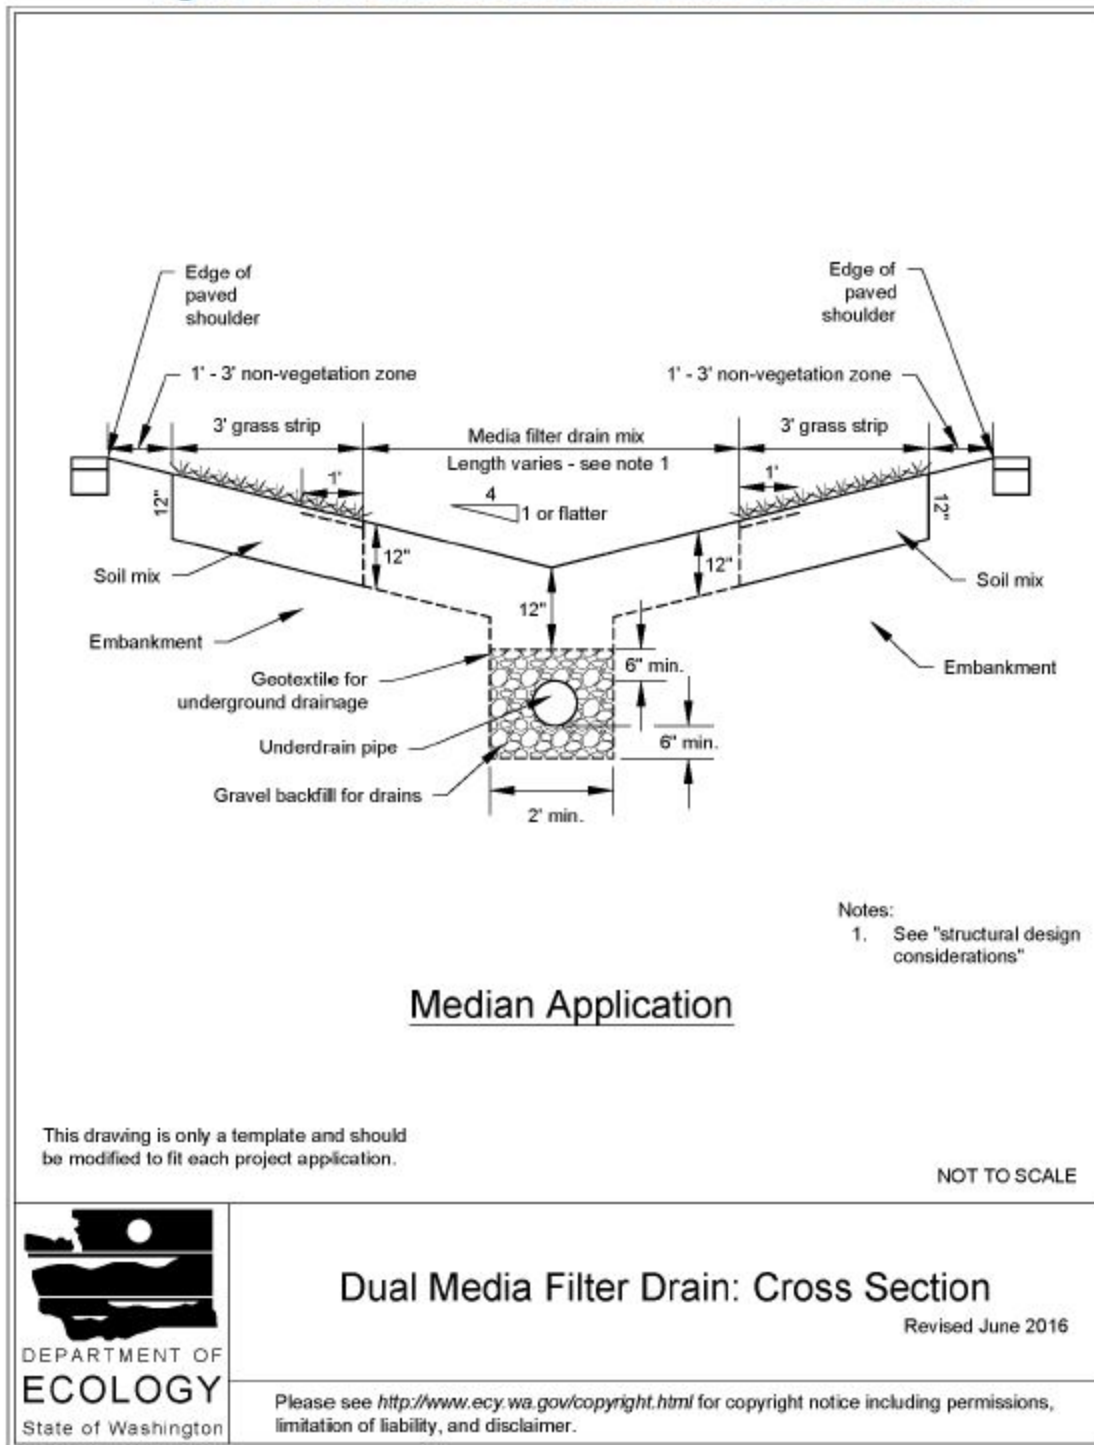 Edge of
paved
shoulder
Edge of
paved
shoulder
1' - 3' non-vegetation zone
1' - 3' non-vegetation zone
3' grass strip
Media filter drain mix
3' grass strip
Length varies - see note 1
1'
1'
4
1 or flatter
12"
12"
12"
12"
12"
Soil mix
Soil mix
Embankment
Embankment
Geotextile for
underground drainage
6" min.
Underdrain pipe
6" min.
Gravel backfill for drains
2' min.
Notes:
1. See "structural design
considerations"
Median Application
This drawing is only a template and should
be modified to fit each project application.
NOT TO SCALE
Dual Media Filter Drain: Cross Section
Revised June 2016
DEPARTMENT OF
ECOLOGY
State of Washington
Please see http://www.ecy.wa.gov/copyright.html for copyright notice including permissions,
limitation of liability, and disclaimer.